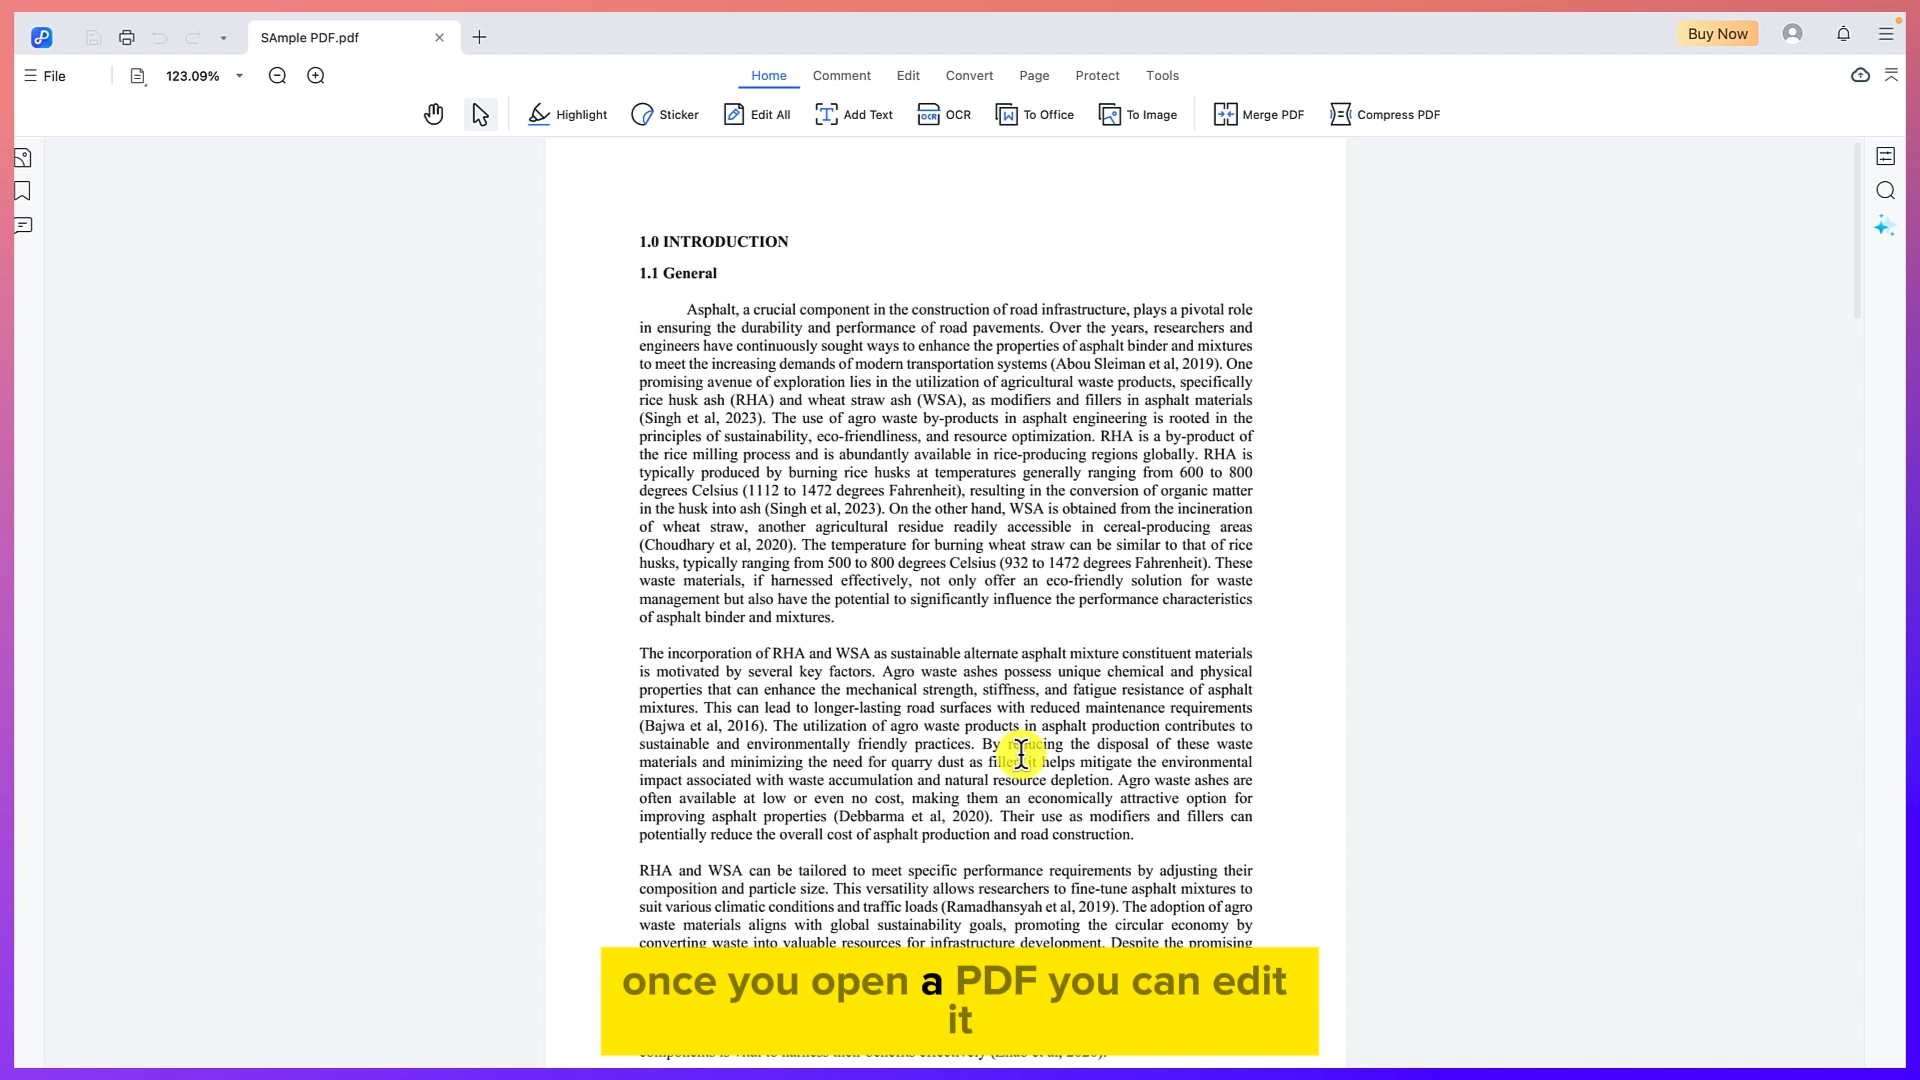 SAmple PDF.pdf
Buy Now
File
123.09%
Home Comment Edit Convert Page Protect Tools
Highlight Sticker Edit All Add Text OCR To Office To Image Merge PDF Compress PDF
1.0 INTRODUCTION
1.1 General
Asphalt, a crucial component in the construction of road infrastructure, plays a pivotal role
in ensuring the durability and performance of road pavements. Over the years, researchers and
engineers have continuously sought ways to enhance the properties of asphalt binder and mixtures
to meet the increasing demands of modern transportation systems (Abou Sleiman et al, 2019). One
promising avenue of exploration lies in the utilization of agricultural waste products, specifically
rice husk ash (RHA) and wheat straw ash (WSA), as modifiers and fillers in asphalt materials
(Singh et al, 2023). The use of agro waste by-products in asphalt engineering is rooted in the
principles of sustainability, eco-friendliness, and resource optimization. RHA is a by-product of
the rice milling process and is abundantly available in rice-producing regions globally. RHA is
typically produced by burning rice husks at temperatures generally ranging from 600 to 800
degrees Celsius (1112 to 1472 degrees Fahrenheit), resulting in the conversion of organic matter
in the husk into ash (Singh et al, 2023). On the other hand, WSA is obtained from the incineration
of wheat straw, another agricultural residue readily accessible in cereal-producing areas
(Choudhary et al, 2020). The temperature for burning wheat straw can be similar to that of rice
husks, typically ranging from 500 to 800 degrees Celsius (932 to 1472 degrees Fahrenheit). These
waste materials, if harnessed effectively, not only offer an eco-friendly solution for waste
management but also have the potential to significantly influence the performance characteristics
of asphalt binder and mixtures.
The incorporation of RHA and WSA as sustainable alternate asphalt mixture constituent materials
is motivated by several key factors. Agro waste ashes possess unique chemical and physical
properties that can enhance the mechanical strength, stiffness, and fatigue resistance of asphalt
mixtures. This can lead to longer-lasting road surfaces with reduced maintenance requirements
(Bajwa et al, 2016). The utilization of agro waste products in asphalt production contributes to
sustainable and environmentally friendly practices. By reducing the disposal of these waste
materials and minimizing the need for quarry dust as filler, it helps mitigate the environmental
impact associated with waste accumulation and natural resource depletion. Agro waste ashes are
often available at low or even no cost, making them an economically attractive option for
improving asphalt properties (Debbarma et al, 2020). Their use as modifiers and fillers can
potentially reduce the overall cost of asphalt production and road construction.
RHA and WSA can be tailored to meet specific performance requirements by adjusting their
composition and particle size. This versatility allows researchers to fine-tune asphalt mixtures to
suit various climatic conditions and traffic loads (Ramadhansyah et al, 2019). The adoption of agro
waste materials aligns with global sustainability goals, promoting the circular economy by
converting waste into valuable resources for infrastructure development. Despite the promising
once you open a PDF you can edit
it